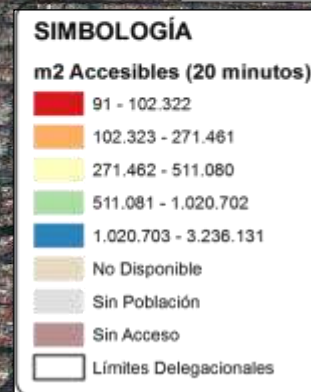 SIMBOLOGÍA
m2 Accesibles (20 minutos)
91 - 102.322
102.323 - 271.461
271.462 - 511.080
511.081 - 1.020.702
1.020.703 - 3.236.131
No Disponible
Sin Población
Sin Acceso
Límites Delegacionales